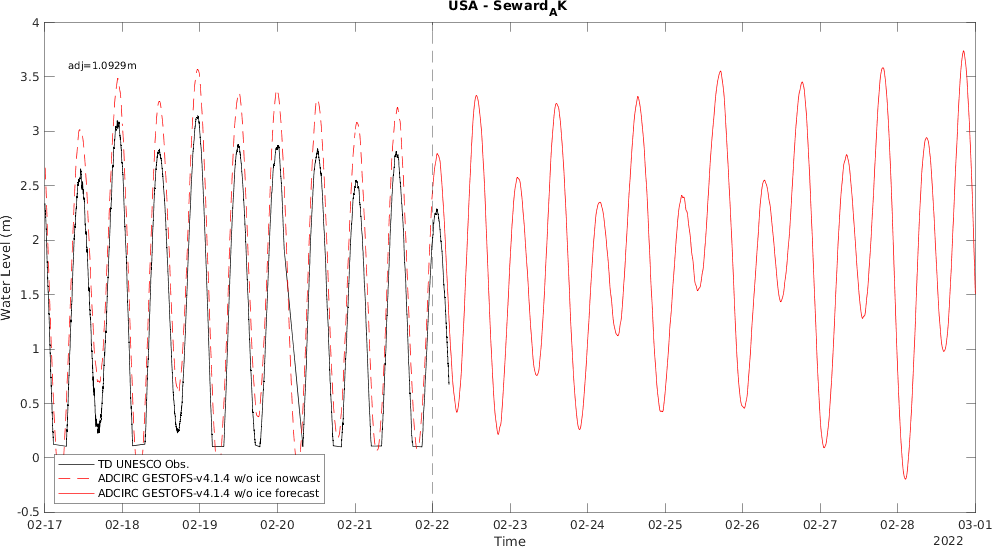 USA - Seward_AK
adj=1.0929m
Water Level (m)
4
3.5
3
2.5
2
1.5
1
0.5
0
-0.5
TD UNESCO Obs.
ADCIRC GESTOFS-v4.1.4 w/o ice nowcast
ADCIRC GESTOFS-v4.1.4 w/o ice forecast
02-17 02-18 02-19 02-20 02-21 02-22 02-23 02-24 02-25 02-26 02-27 02-28 03-01
Time
2022